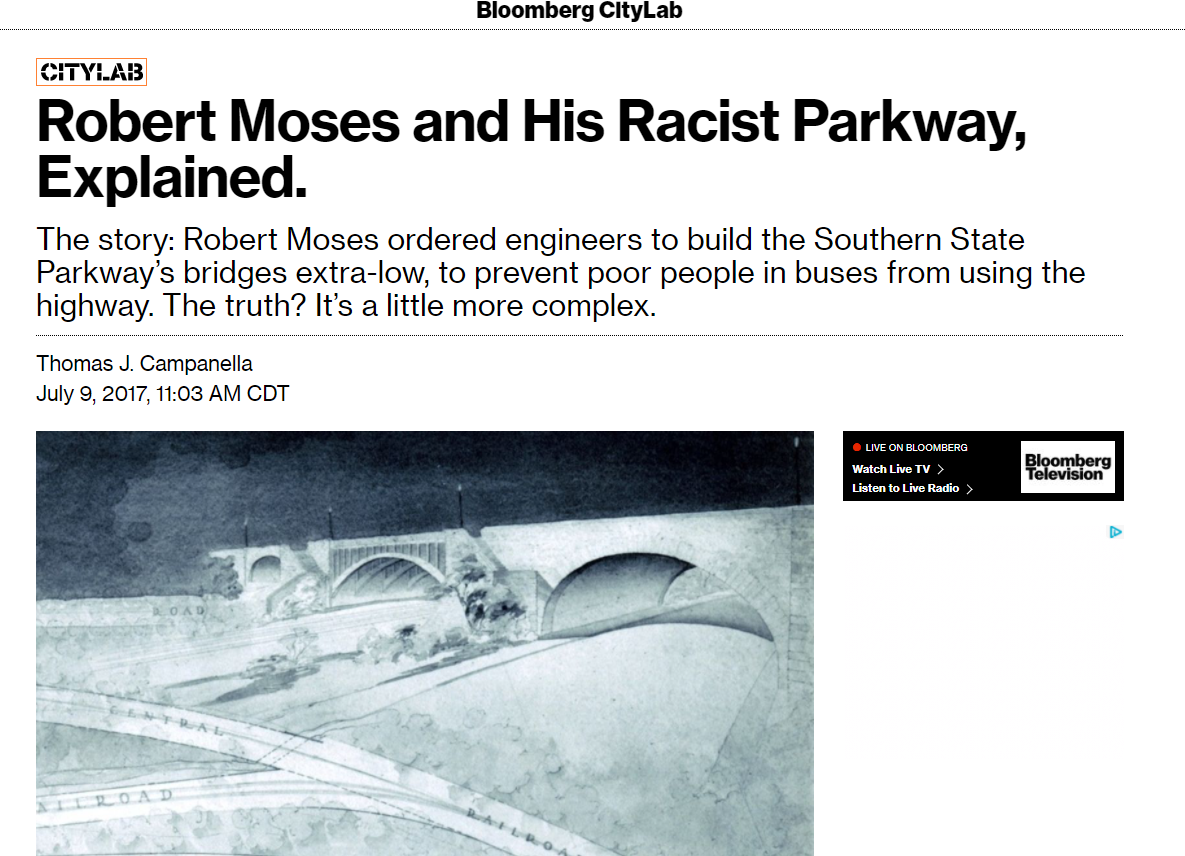 Bloomberg CityLab
CITYLAB
Robert Moses and His Racist Parkway,
Explained.
The story: Robert Moses ordered engineers to build the Southern State
Parkway’s bridges extra-low, to prevent poor people in buses from using the
highway. The truth? It’s a little more complex.
Thomas J. Campanella
July 9, 2017, 11:03 AM CDT
LIVE ON BLOOMBERG
Watch Live TV
Listen to Live Radio
Bloomberg
Television
ROAD
CENTRAL
AILROAD
RAILROA